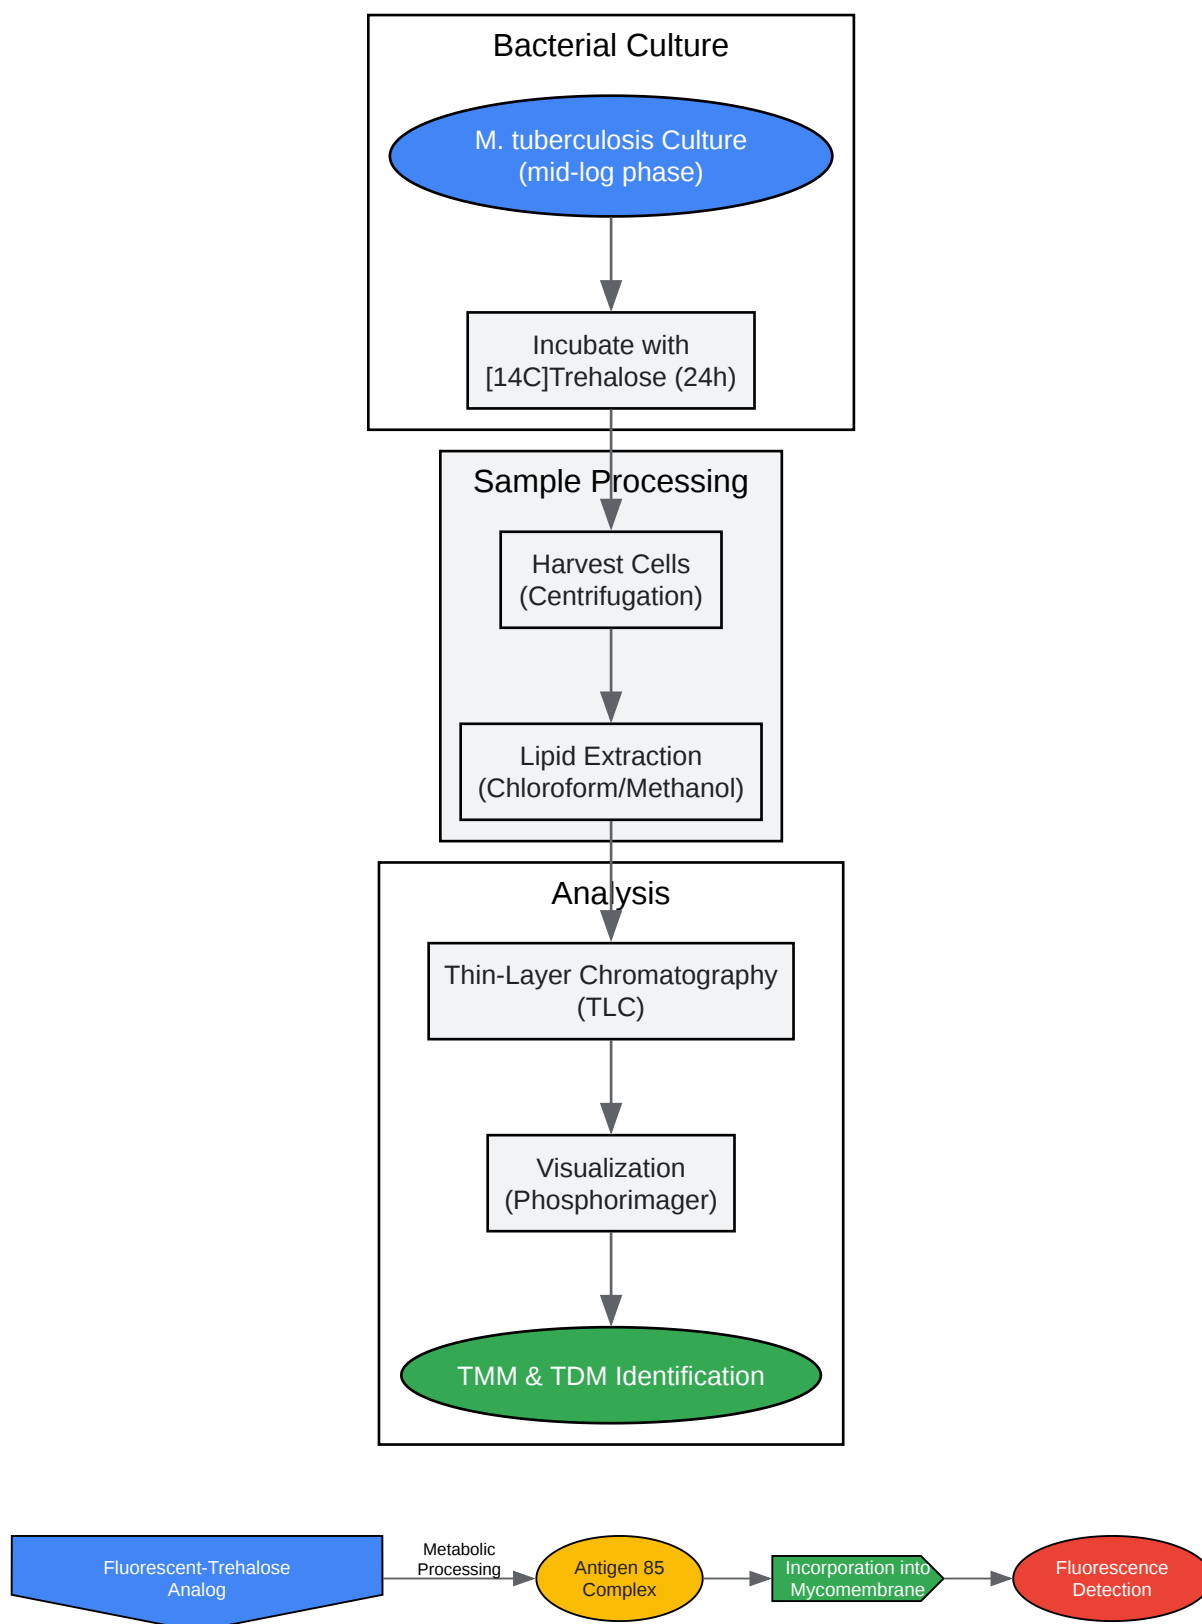 Bacterial Culture
M. tuberculosis Culture
(mid-log phase)
Incubate with
[14C]Trehalose (24h)
Sample Processing
Harvest Cells
(Centrifugation)
Lipid Extraction
(Chloroform/Methanol)
Analysis
Thin-Layer Chromatography
(TLC)
Visualization
(Phosphorimager)
TMM & TDM Identification
Fluorescent-Trehalose
Analog
Metabolic
Processing
Antigen 85
Complex
Incorporation into
Mycomembrane
Fluorescence
Detection